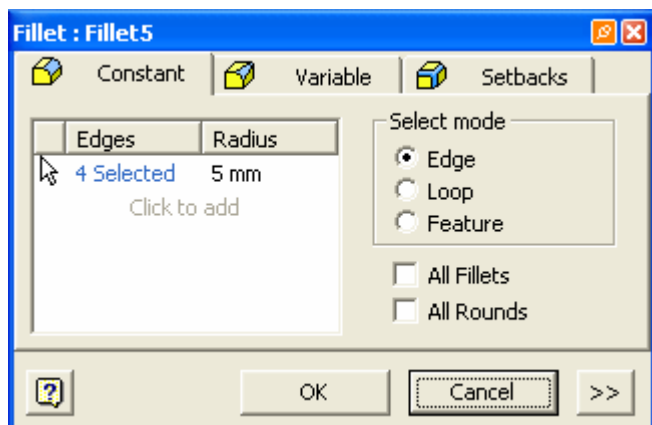 Fillet : Fillet5
Constant Variable Setbacks
Edges Radius
4 Selected 5 mm
Click to add
Select mode
Edge
Loop
Feature
All Fillets
All Rounds
? OK Cancel >>